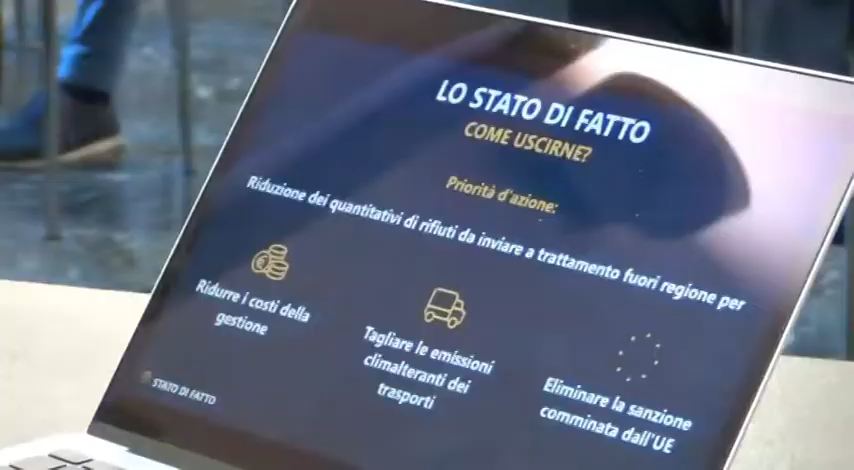 LO STATO DI FATTO
COME USCIRNE?
Priorità d'azione:
Riduzione dei quantitativi di rifiuti da inviare a trattamento fuori regione per
Ridurre i costi della
gestione
Tagliare le emissioni
climalteranti dei
trasporti
Eliminare la sanzione
comminata dall'UE
STATO DI FATTO